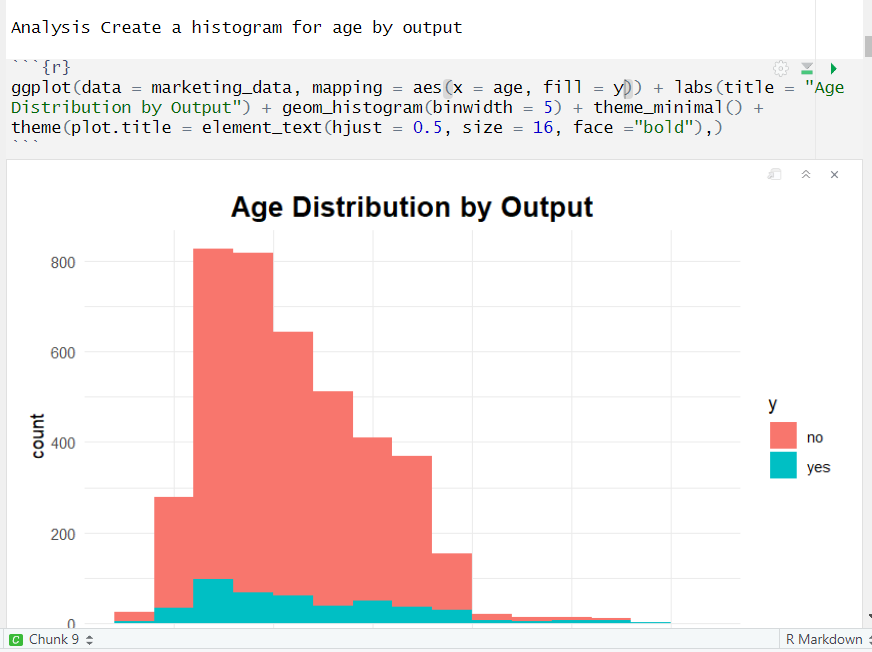 Analysis Create a histogram for age by output
```{r}
ggplot(data = marketing_data, mapping = aes(x = age, fill = y)) + labs(title = "Age
Distribution by Output") + geom_histogram(binwidth = 5) + theme_minimal() +
theme(plot.title = element_text(hjust = 0.5, size = 16, face ="bold"),)
```
Age Distribution by Output
800
600
400
200
0
count
y
no
yes
C Chunk 9
R Markdown